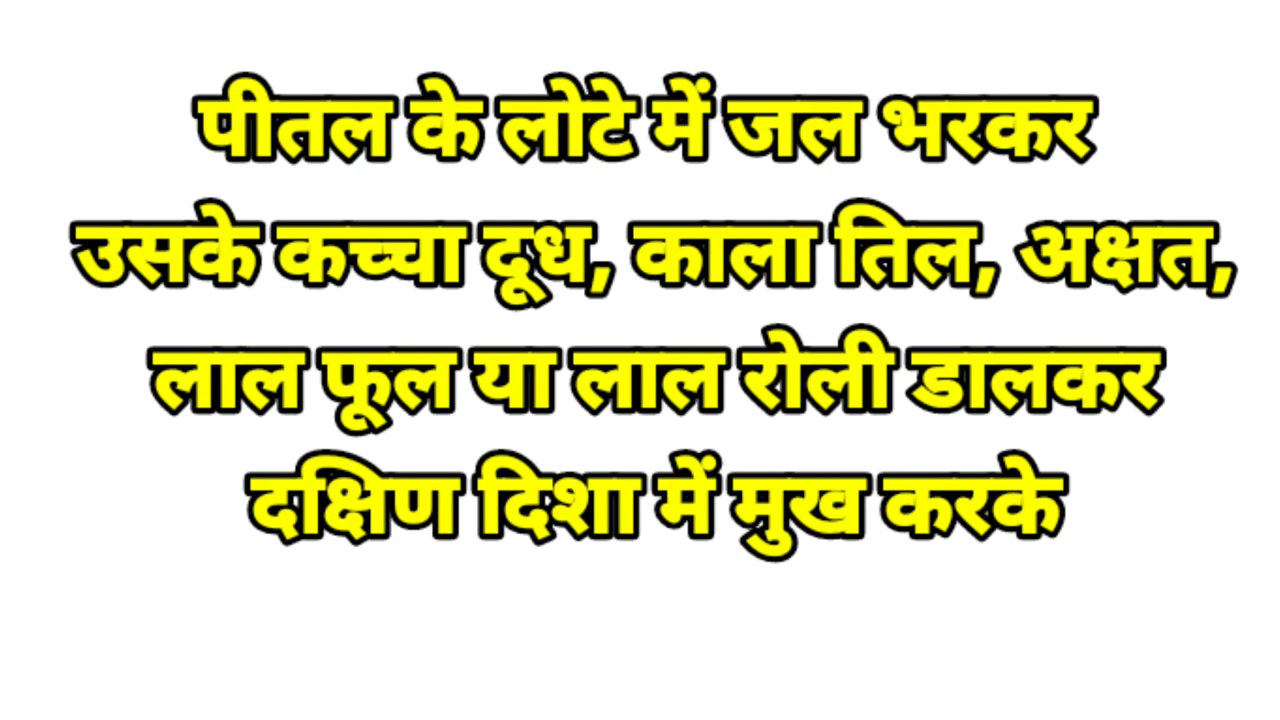 पीतल के लोटे में जल भरकर
उसके कच्चा दूध, काला तिल, अक्षत,
लाल फूल या लाल रोली डालकर
दक्षिण दिशा में मुख करके